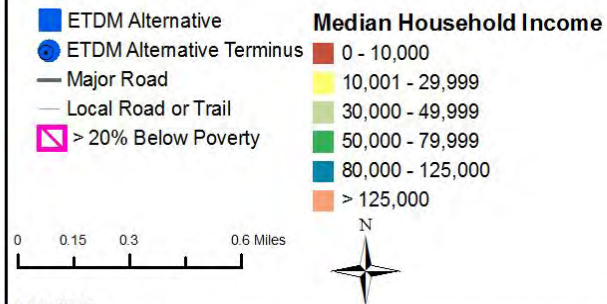 ETDM Alternative
ETDM Alternative Terminus
Major Road
Local Road or Trail
> 20% Below Poverty
Median Household Income
0 - 10,000
10,001 - 29,999
30,000 - 49,999
50,000 - 79,999
80,000 - 125,000
> 125,000
0 0.15 0.3 0.6 Miles
N